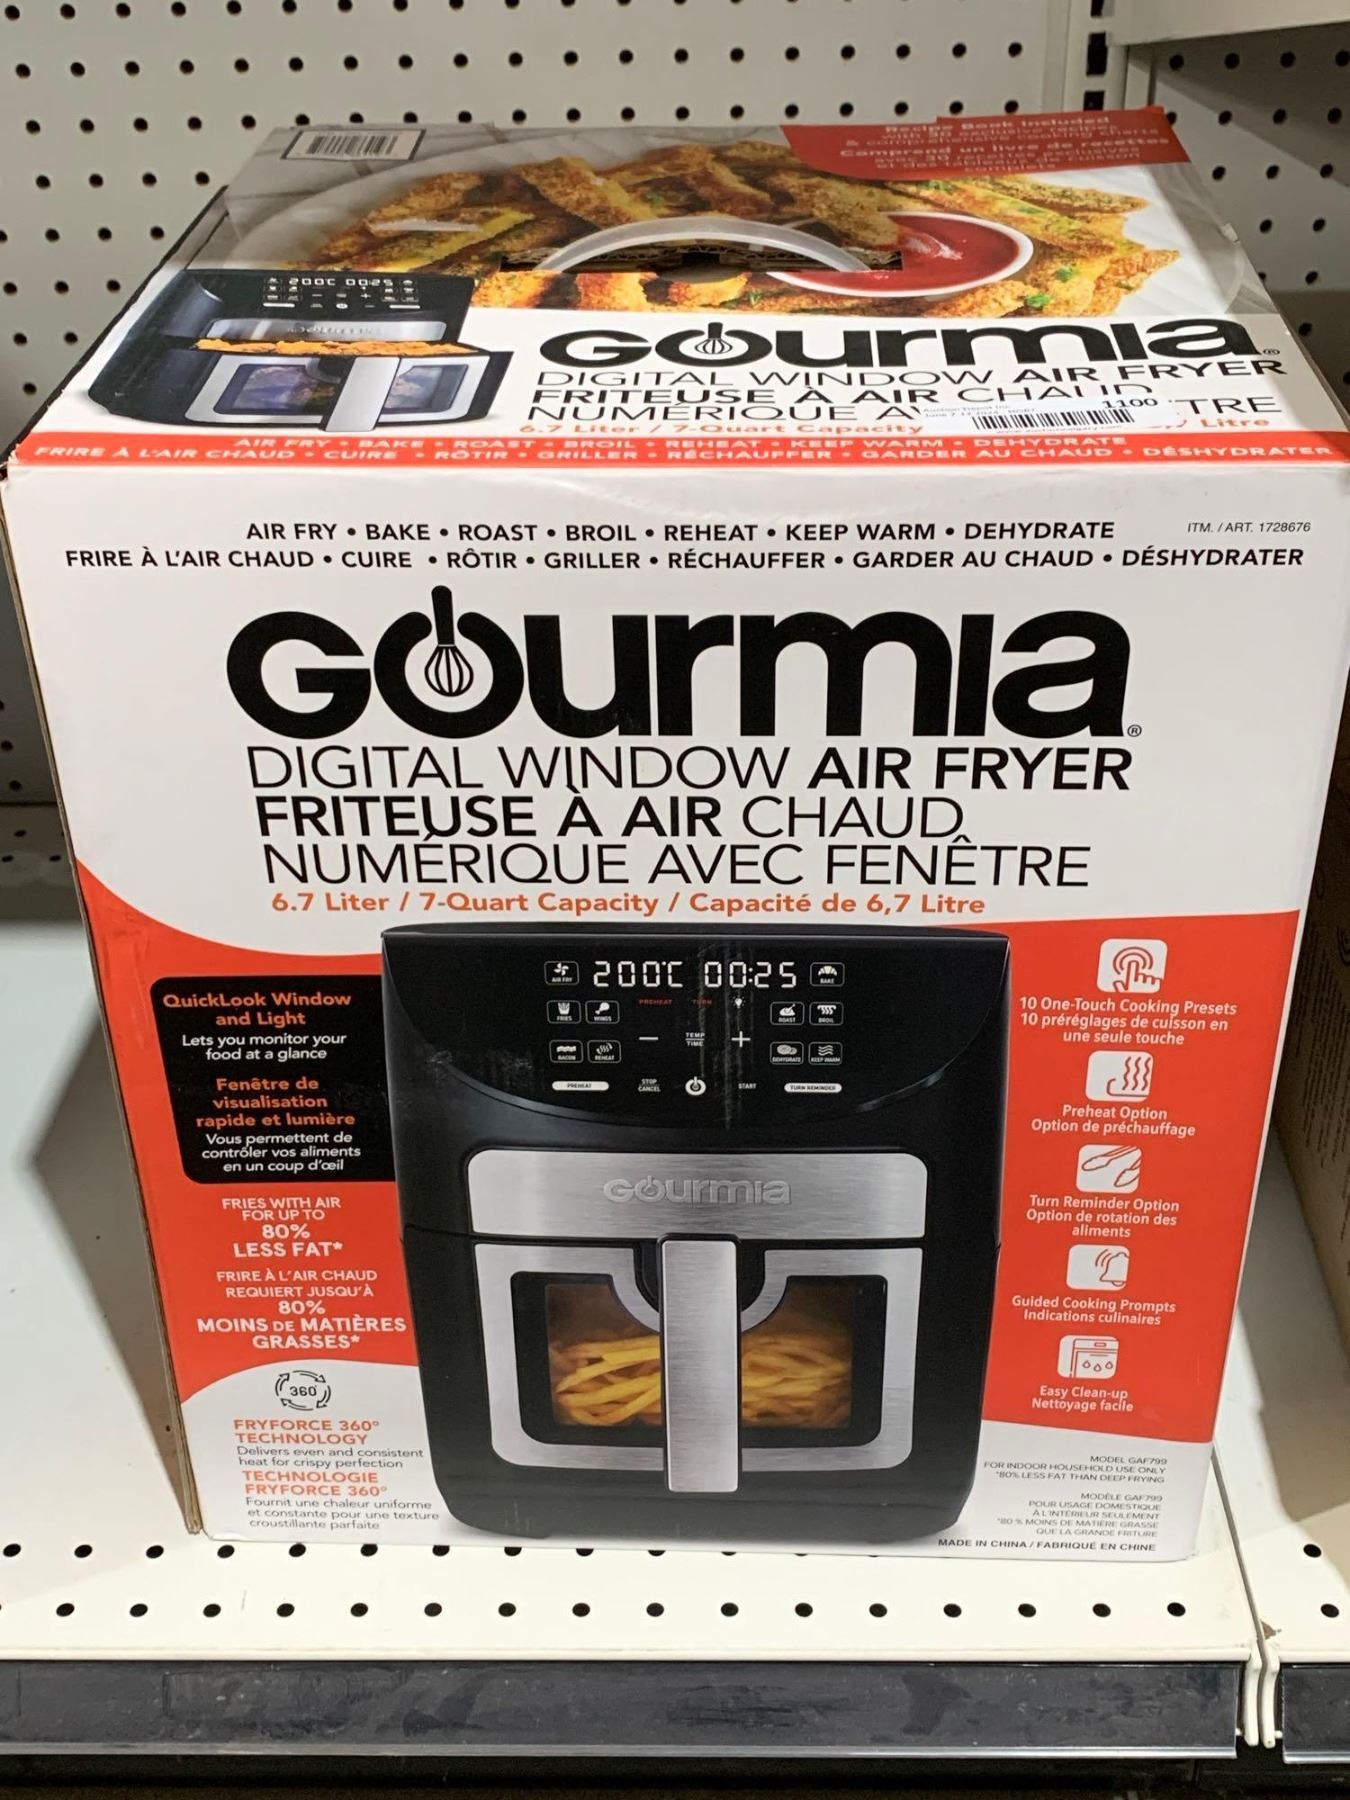 Recipe Book Included
with 30 exclusive recipes
Comprend un livre de recettes
200C 00:25
Gourmia®
DIGITAL WINDOW AIR FRYER
FRITEUSE À AIR CHAUD
NUMÉRIQUE TRE
1100
6.7 Liter / 7-Quart Capacity Litre
AIR FRY • BAKE • ROAST • BROIL • REHEAT • KEEP WARM • DEHYDRATE
FRIRE À L'AIR CHAUD • CUIRE • RÔTIR • GRILLER • RÉCHAUFFER • GARDER AU CHAUD • DÉSHYDRATER
AIR FRY • BAKE • ROAST • BROIL • REHEAT • KEEP WARM • DEHYDRATE
ITM. / ART. 1728676
FRIRE À L'AIR CHAUD • CUIRE • RÔTIR • GRILLER • RÉCHAUFFER • GARDER AU CHAUD • DÉSHYDRATER
Gourmia®
DIGITAL WINDOW AIR FRYER
FRITEUSE À AIR CHAUD
NUMÉRIQUE AVEC FENÊTRE
6.7 Liter / 7-Quart Capacity / Capacité de 6,7 Litre
QuickLook Window
and Light
Lets you monitor your
food at a glance
Fenêtre de
visualisation
rapide et lumière
Vous permettent de
contrôler vos aliments
en un coup d'œil
FRIES WITH AIR
FOR UP TO
80%
LESS FAT*
FRIRE À L'AIR CHAUD
REQUIERT JUSQU'À
80%
MOINS DE MATIÈRES
GRASSES*
360°
FRYFORCE 360°
TECHNOLOGY
Delivers even and consistent
heat for crispy perfection
TECHNOLOGIE
FRYFORCE 360°
Fournit une chaleur uniforme
et constante pour une texture
croustillante parfaite
AIR FRY 200°C 00:25 BAKE
FRIES WINGS PREHEAT TURN ROAST BROIL
BACON REHEAT — TEMP TIME + DEHYDRATE KEEP WARM
PREHEAT STOP CANCEL START TURN REMINDER
Gourmia
10 One-Touch Cooking Presets
10 préréglages de cuisson en
une seule touche
Preheat Option
Option de préchauffage
Turn Reminder Option
Option de rotation des
aliments
Guided Cooking Prompts
Indications culinaires
Easy Clean-up
Nettoyage facile
MODEL GAF799
FOR INDOOR HOUSEHOLD USE ONLY
*80% LESS FAT THAN DEEP FRYING
MODÈLE GAF799
POUR USAGE DOMESTIQUE
À L'INTÉRIEUR SEULEMENT
*80 % MOINS DE MATIÈRE GRASSE
QUE LA GRANDE FRITURE
MADE IN CHINA / FABRIQUÉ EN CHINE